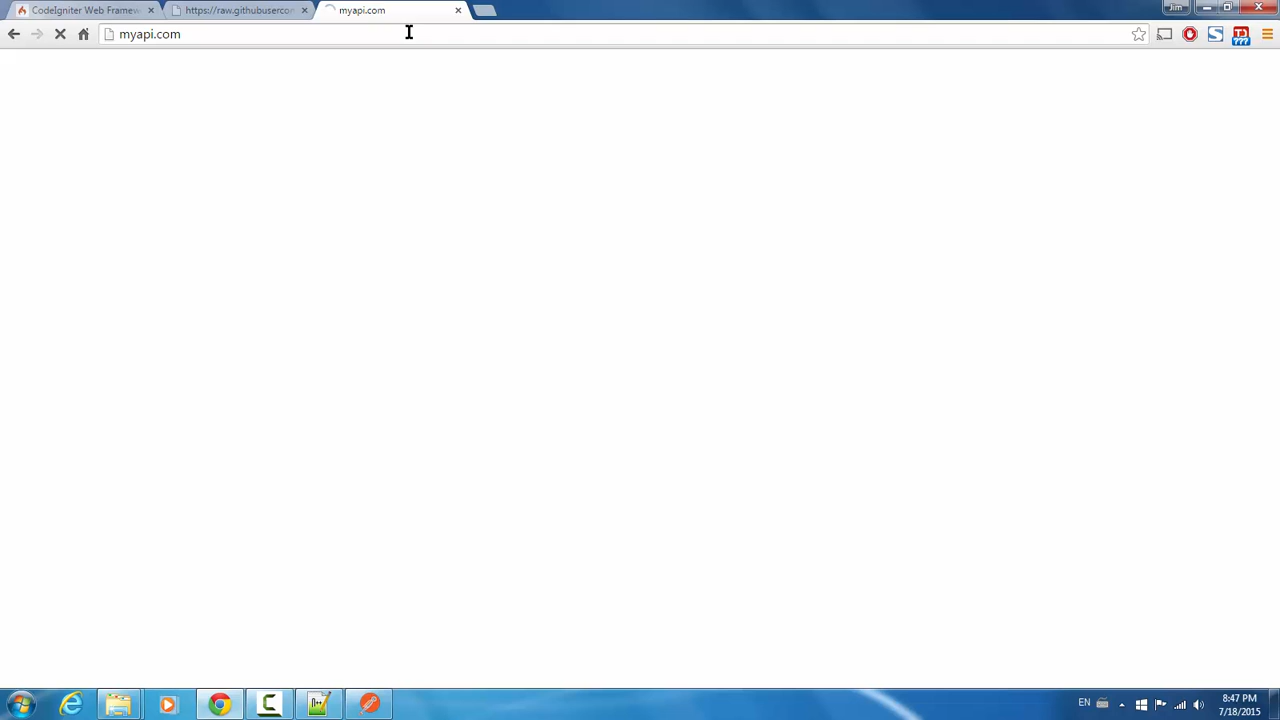 CodeIgniter Web Framew
https://raw.githubuserco
myapi.com
Jim
myapi.com
EN
8:47 PM
7/18/2015